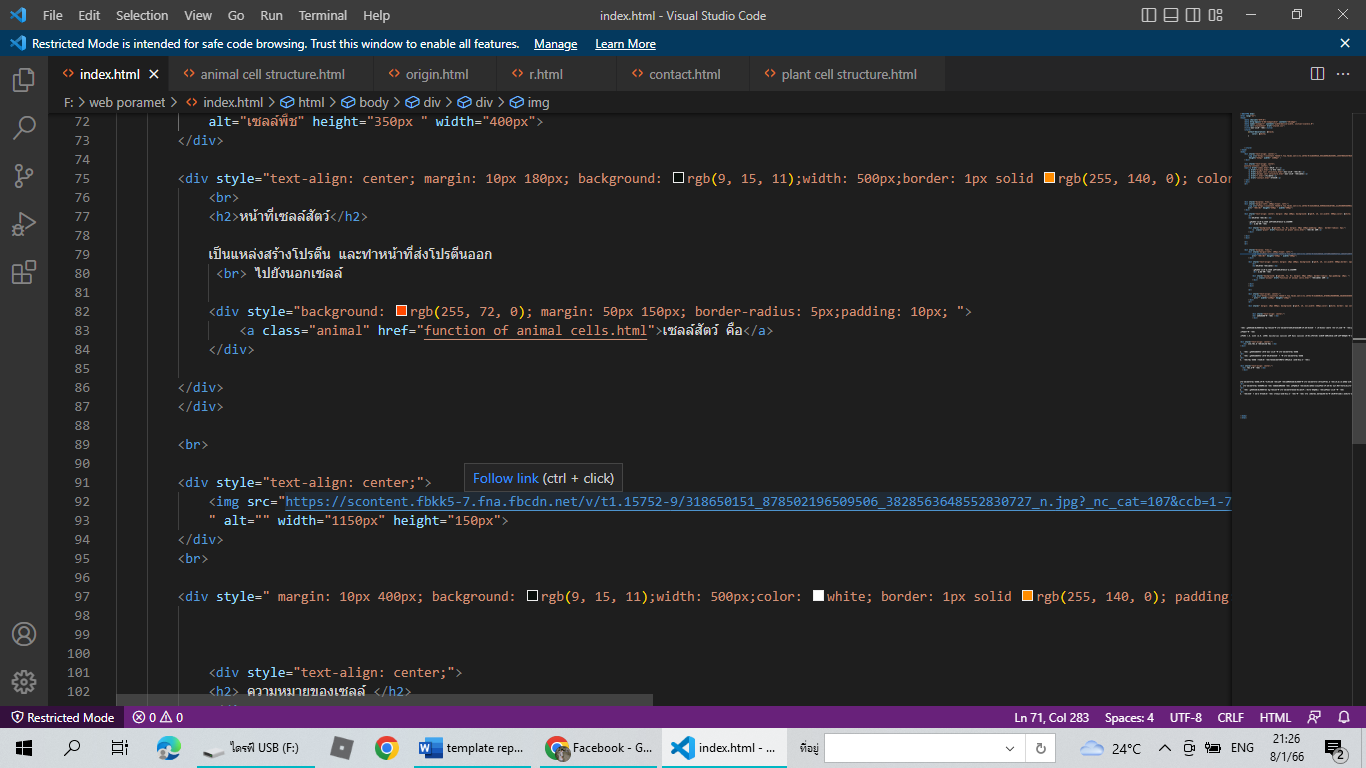 File Edit Selection View Go Run Terminal Help index.html - Visual Studio Code
Restricted Mode is intended for safe code browsing. Trust this window to enable all features. Manage Learn More
index.html animal cell structure.html origin.html r.html contact.html plant cell structure.html
F: > web poramet > index.html > html > body > div > div > img
72 alt="เซลล์พืช" height="350px " width="400px">
73 </div>
74
75 <div style="text-align: center; margin: 10px 180px; background: rgb(9, 15, 11);width: 500px;border: 1px solid rgb(255, 140, 0); color
76 <br>
77 <h2>หน้าที่เซลล์สัตว์</h2>
78
79 เป็นแหล่งสร้างโปรตีน และทำหน้าที่ส่งโปรตีนออก
80 <br> ไปยังนอกเซลล์
81
82 <div style="background: rgb(255, 72, 0); margin: 50px 150px; border-radius: 5px;padding: 10px; ">
83 <a class="animal" href="function of animal cells.html">เซลล์สัตว์ คือ</a>
84 </div>
85
86 </div>
87 </div>
88
89 <br>
90
91 <div style="text-align: center;">
Follow link (ctrl + click)
92 <img src="https://scontent.fbkk5-7.fna.fbcdn.net/v/t1.15752-9/318650151_878502196509506_3828563648552830727_n.jpg?_nc_cat=107&ccb=1-7
93 " alt="" width="1150px" height="150px">
94 </div>
95 <br>
96
97 <div style=" margin: 10px 400px; background: rgb(9, 15, 11);width: 500px;color: white; border: 1px solid rgb(255, 140, 0); padding
98
99
100
101 <div style="text-align: center;">
102 <h2> ความหมายของเซลล์ </h2>
Restricted Mode 0 0 Ln 71, Col 283 Spaces: 4 UTF-8 CRLF HTML
ไดรฟ์ USB (F:) template rep... Facebook - G... index.html - ... ที่อยู่ 24°C ENG 21:26
8/1/66 2